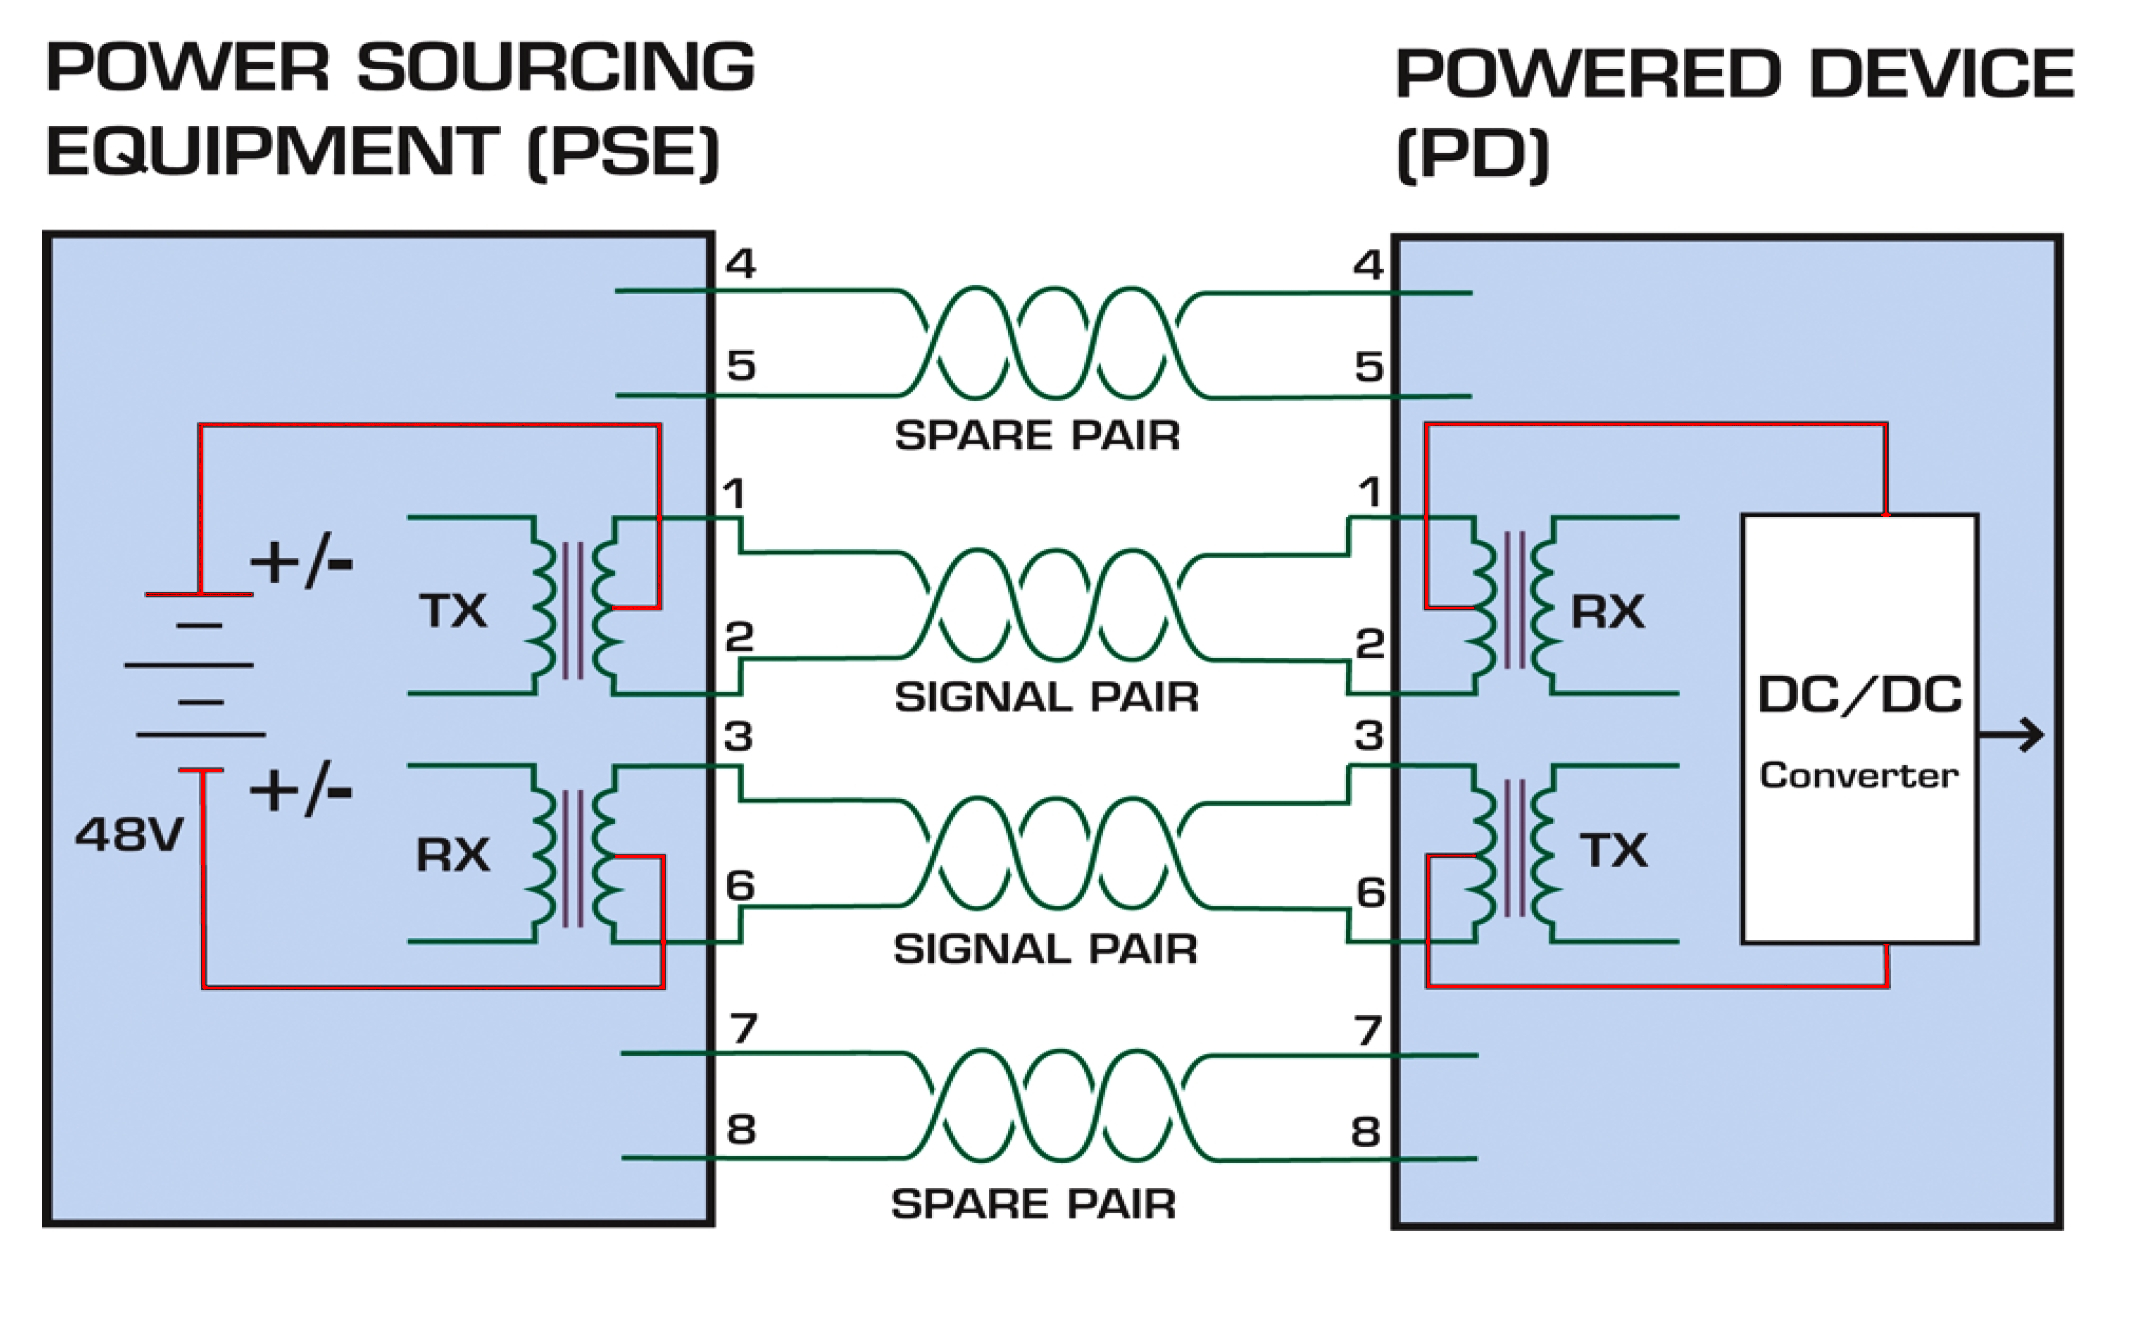 POWER SOURCING
EQUIPMENT (PSE)
POWERED DEVICE
(PD)
4
4
5
5
SPARE PAIR
1
1
+/-
TX
RX
2
2
SIGNAL PAIR
DC/DC
Converter
3
3
+/-
48V
RX
TX
6
6
SIGNAL PAIR
7
7
8
8
SPARE PAIR